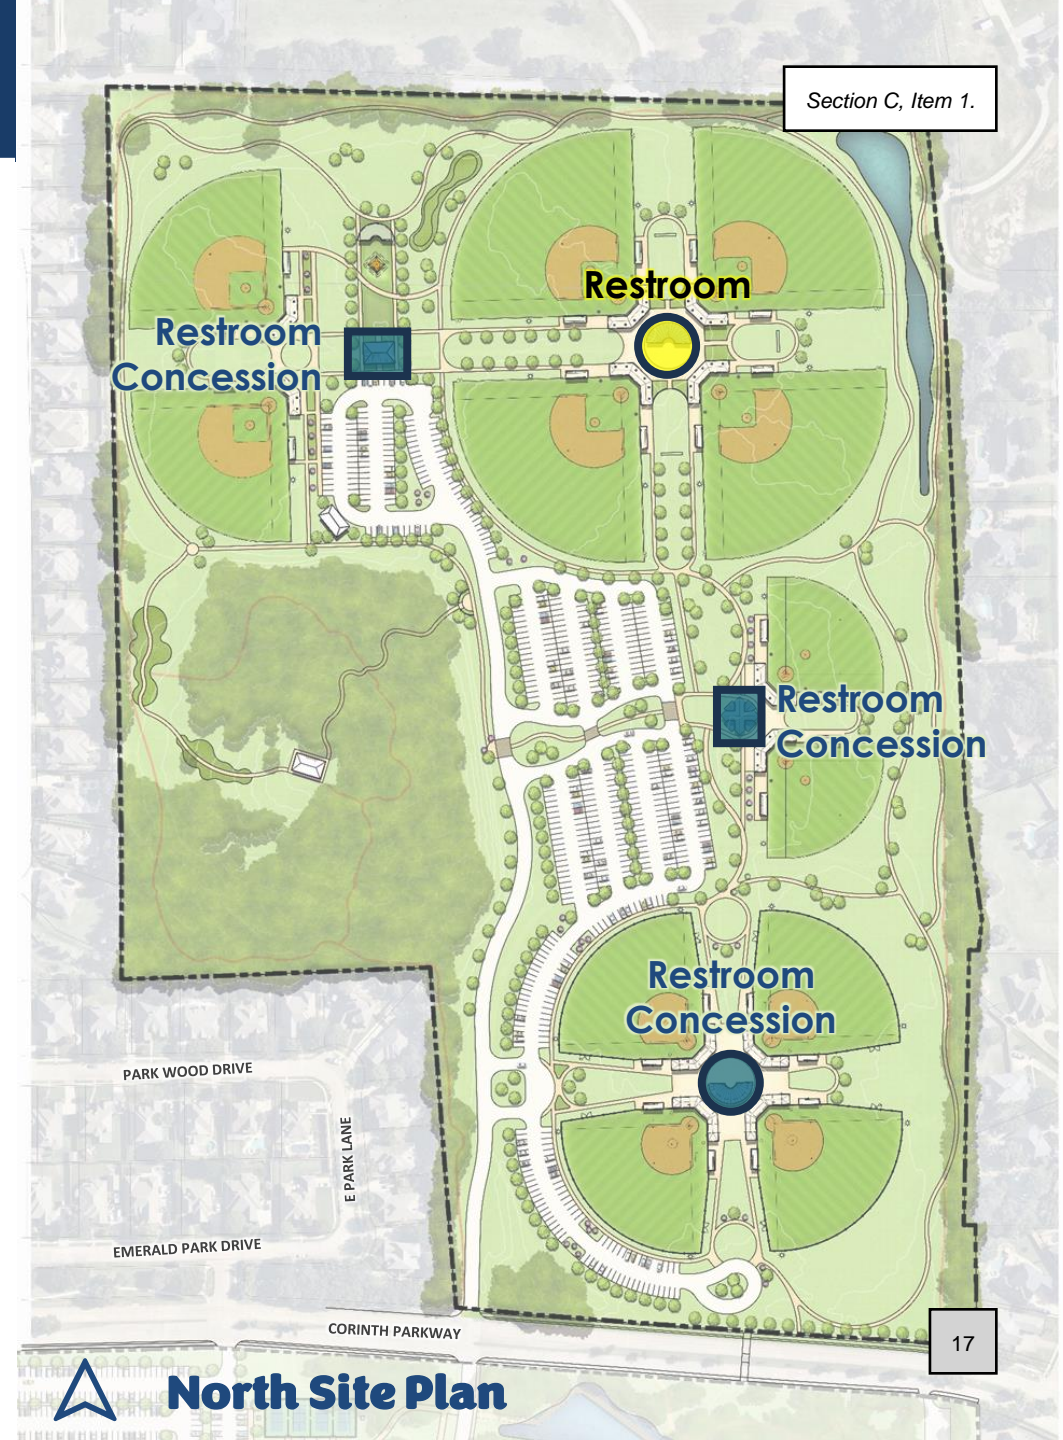 Section C, Item 1.
Restroom
Restroom
Concession
Restroom
Concession
Restroom
Concession
PARK WOOD DRIVE
E PARK LANE
EMERALD PARK DRIVE
CORINTH PARKWAY
17
North Site Plan